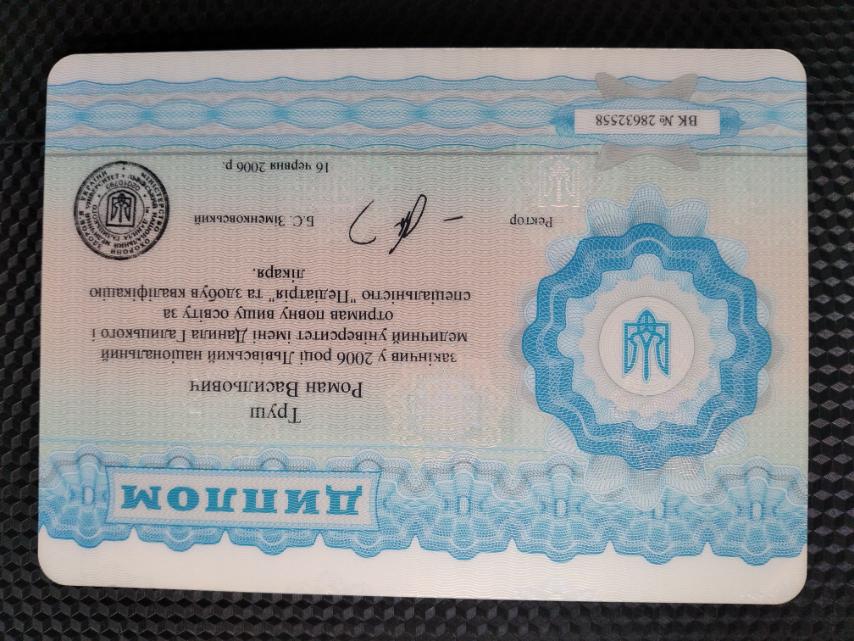 ДИПЛОМ
Труш
Роман Васильович
закінчив у 2006 році Львівський національний
медичний університет імені Данила Галицького і
отримав повну вищу освіту за
спеціальністю "Педіатрія" та здобув кваліфікацію
лікаря.
Ректор Б.С. Зіменковський
16 червня 2006 р.
ВК № 28632558